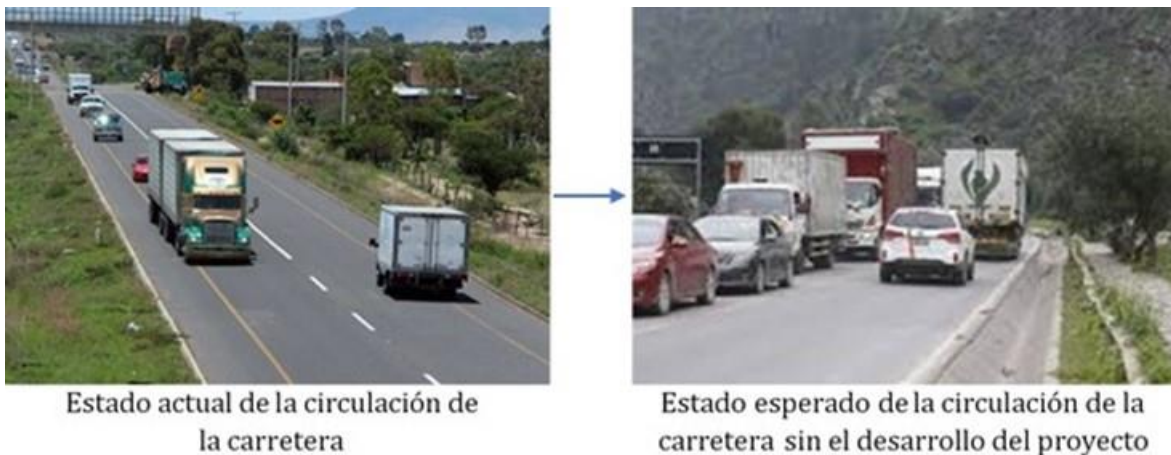 Estado actual de la circulación de
la carretera
Estado esperado de la circulación de la
carretera sin el desarrollo del proyecto